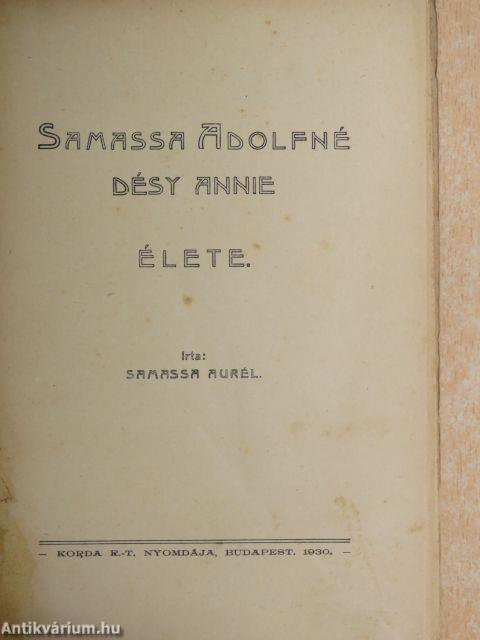 SAMASSA ADOLFNÉ
DÉSY ANNIE
ÉLETE.
Irta:
SAMASSA AURÉL.
– KORDA R.-T. NYOMDÁJA, BUDAPEST. 1930. –
Antikvárium.hu